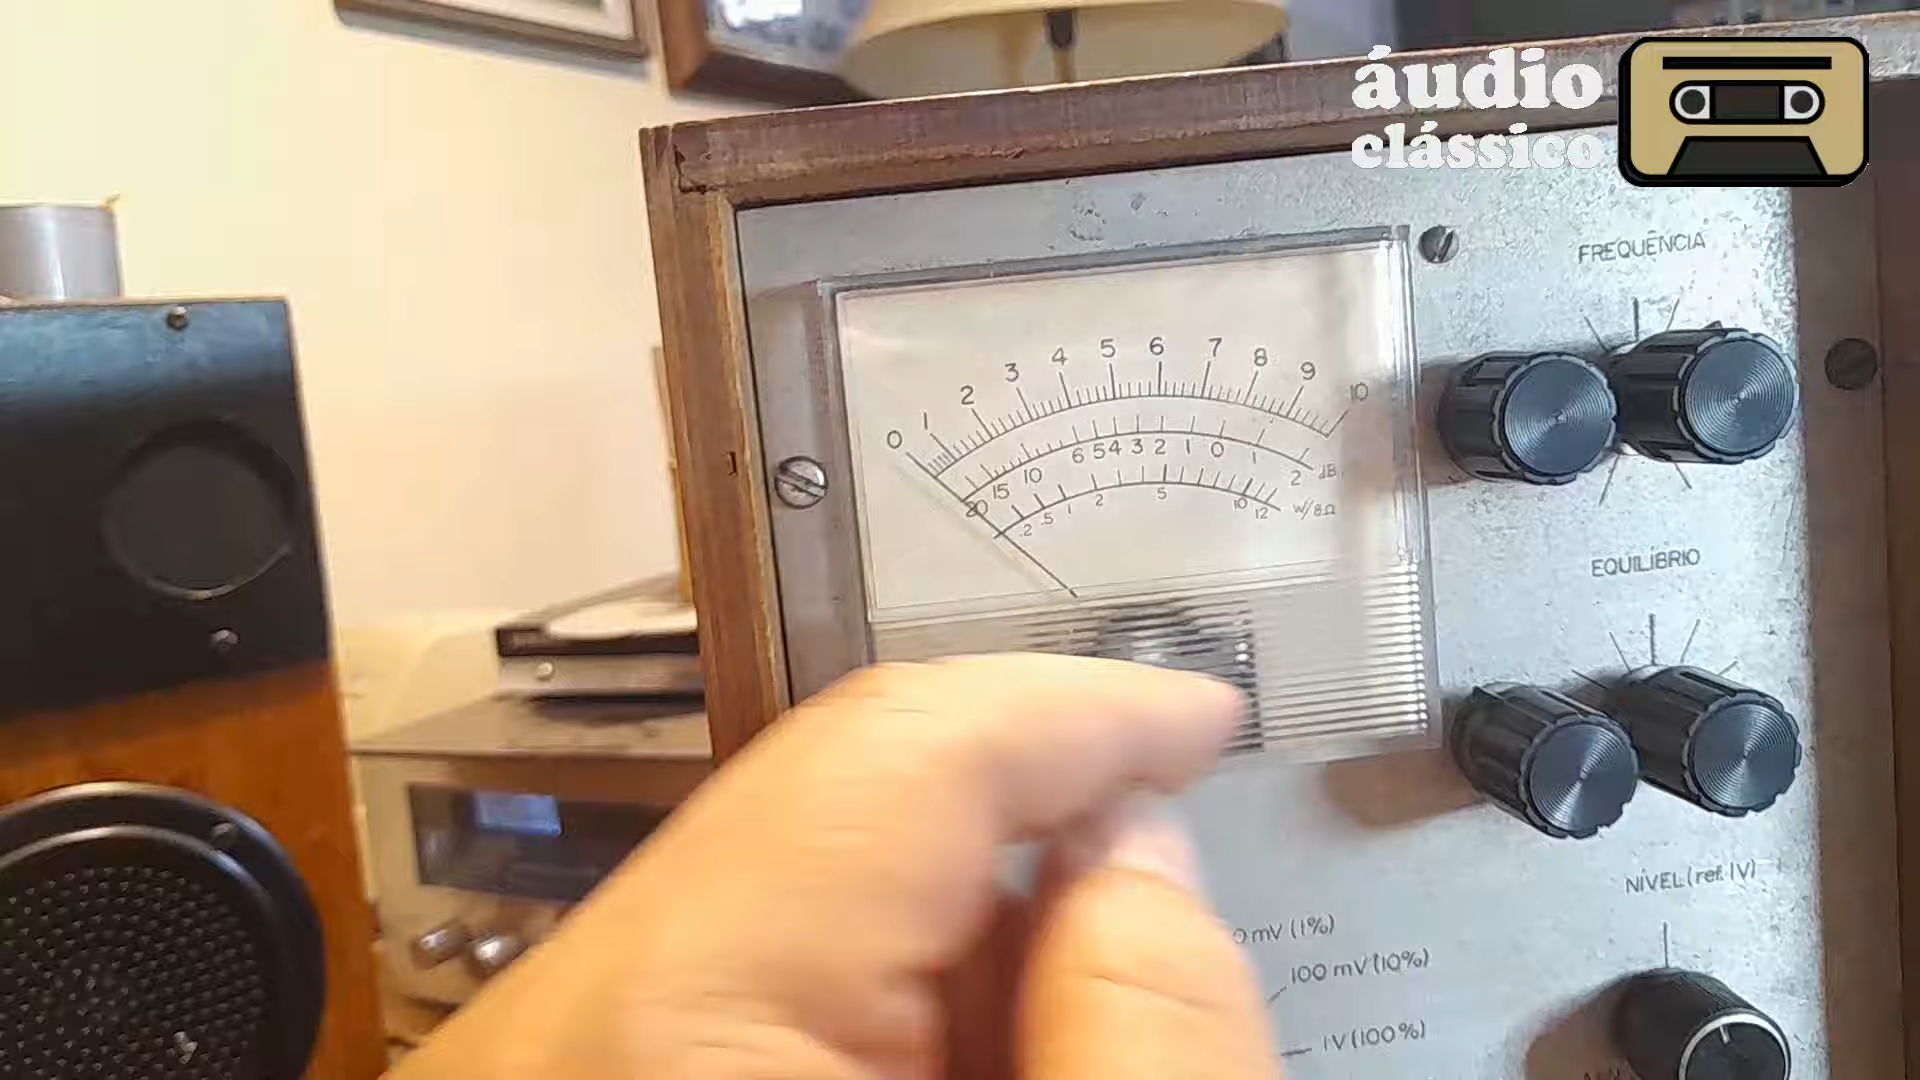 áudio
clássico
FREQUÊNCIA
0 1 2 3 4 5 6 7 8 9 10
20 15 10 6 5 4 3 2 1 0 1 2 dB
.2 .5 1 2 5 10 12 W/8Ω
EQUILÍBRIO
NÍVEL (ref. 1V)
0 mV (1%)
100 mV (10%)
1V (100%)